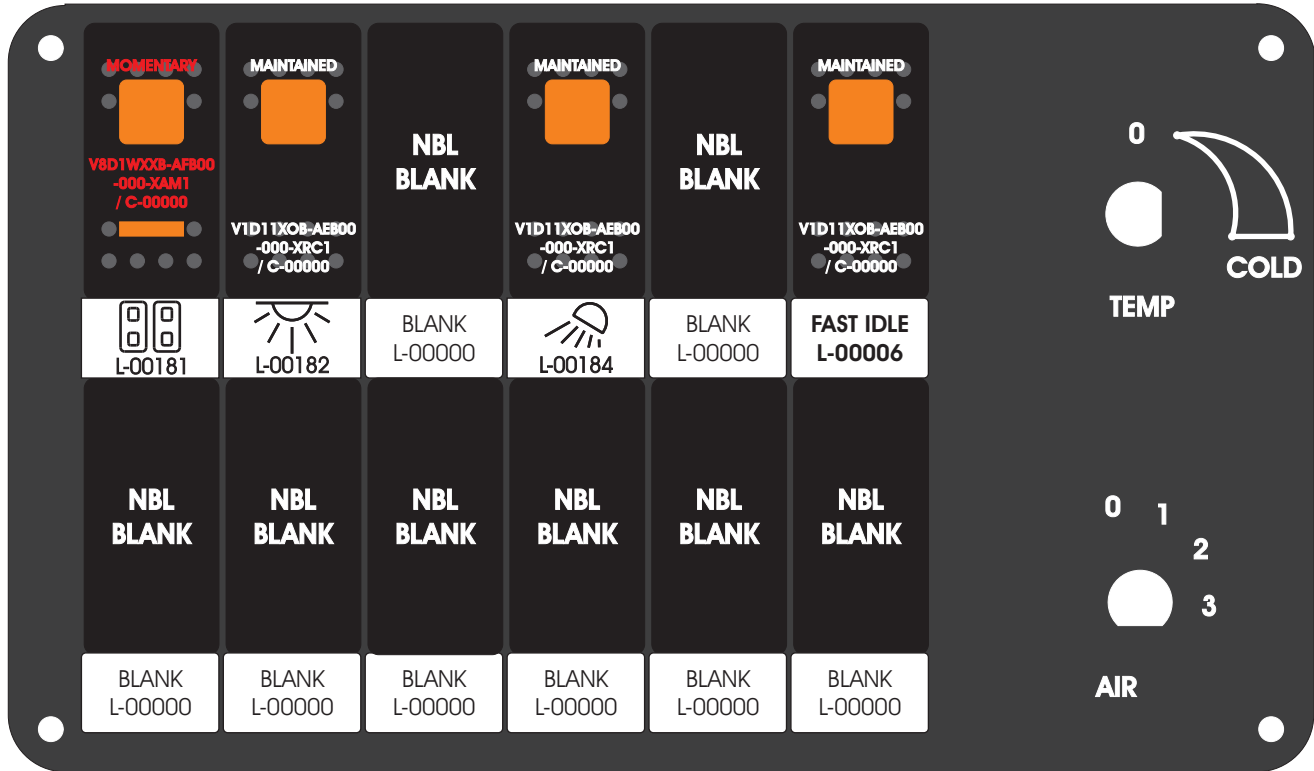 MOMENTARY
V8D1WXXB-AFB00
-000-XAM1
/ C-00000
L-00181
MAINTAINED
V1D11XOB-AEB00
-000-XRC1
/ C-00000
L-00182
NBL
BLANK
BLANK
L-00000
MAINTAINED
V1D11XOB-AEB00
-000-XRC1
/ C-00000
L-00184
NBL
BLANK
BLANK
L-00000
MAINTAINED
V1D11XOB-AEB00
-000-XRC1
/ C-00000
FAST IDLE
L-00006
0
COLD
TEMP
NBL
BLANK
BLANK
L-00000
NBL
BLANK
BLANK
L-00000
NBL
BLANK
BLANK
L-00000
NBL
BLANK
BLANK
L-00000
NBL
BLANK
BLANK
L-00000
NBL
BLANK
BLANK
L-00000
0
1
2
3
AIR